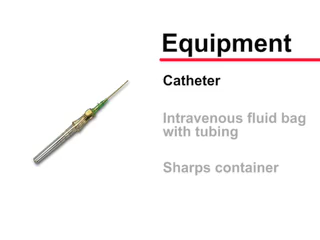 Equipment
Catheter
Intravenous fluid bag
with tubing
Sharps container